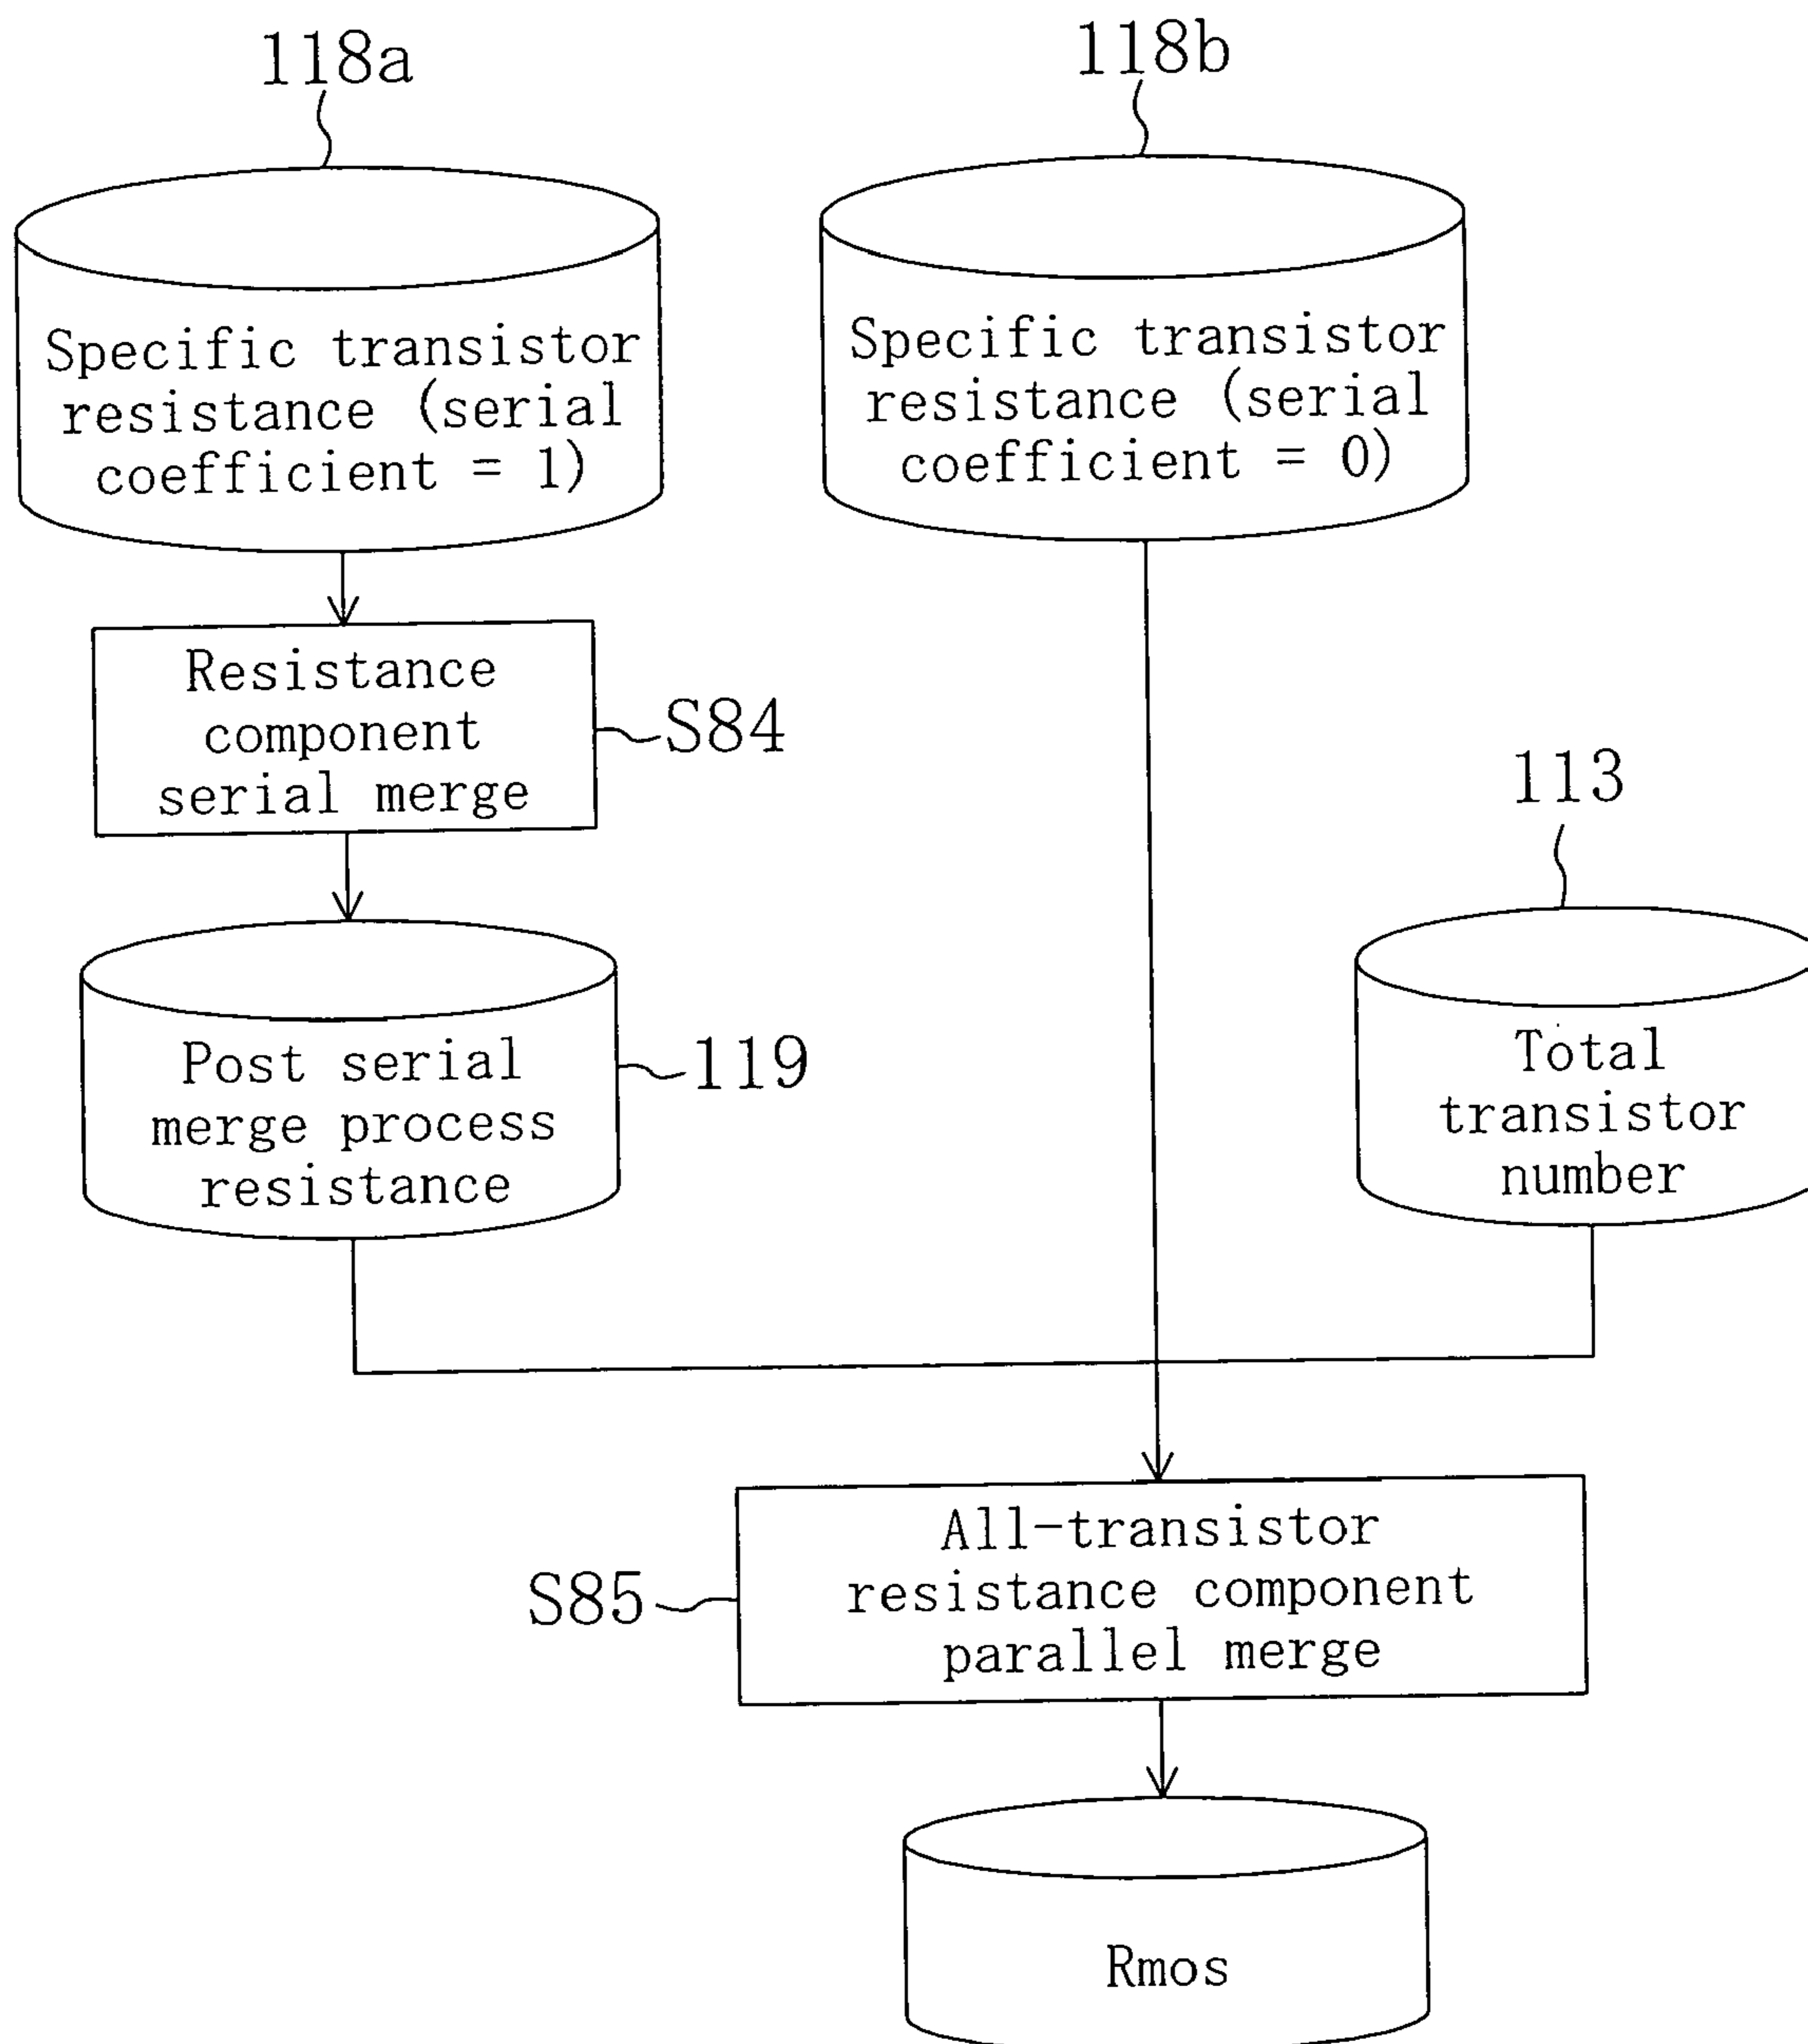 118a
118b
Specific transistor
resistance (serial
coefficient = 1)
Specific transistor
resistance (serial
coefficient = 0)
Resistance
component
serial merge
S84
113
Post serial
merge process
resistance
119
Total
transistor
number
All-transistor
resistance component
parallel merge
S85
Rmos